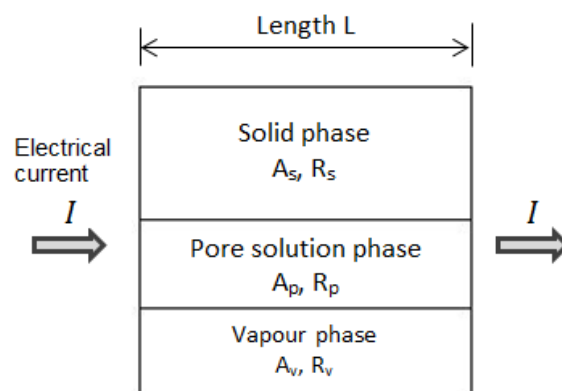 Length L
Solid phase
Aₛ, Rₛ
Electrical
current
I
I
Pore solution phase
Aₚ, Rₚ
Vapour phase
Aᵥ, Rᵥ